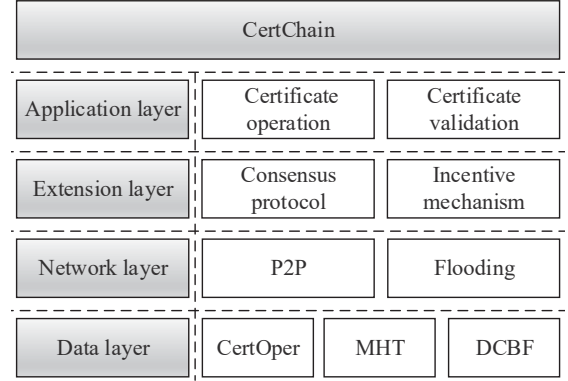 CertChain
Application layer
Certificate
operation
Certificate
validation
Extension layer
Consensus
protocol
Incentive
mechanism
Network layer
P2P
Flooding
Data layer
CertOper
MHT
DCBF